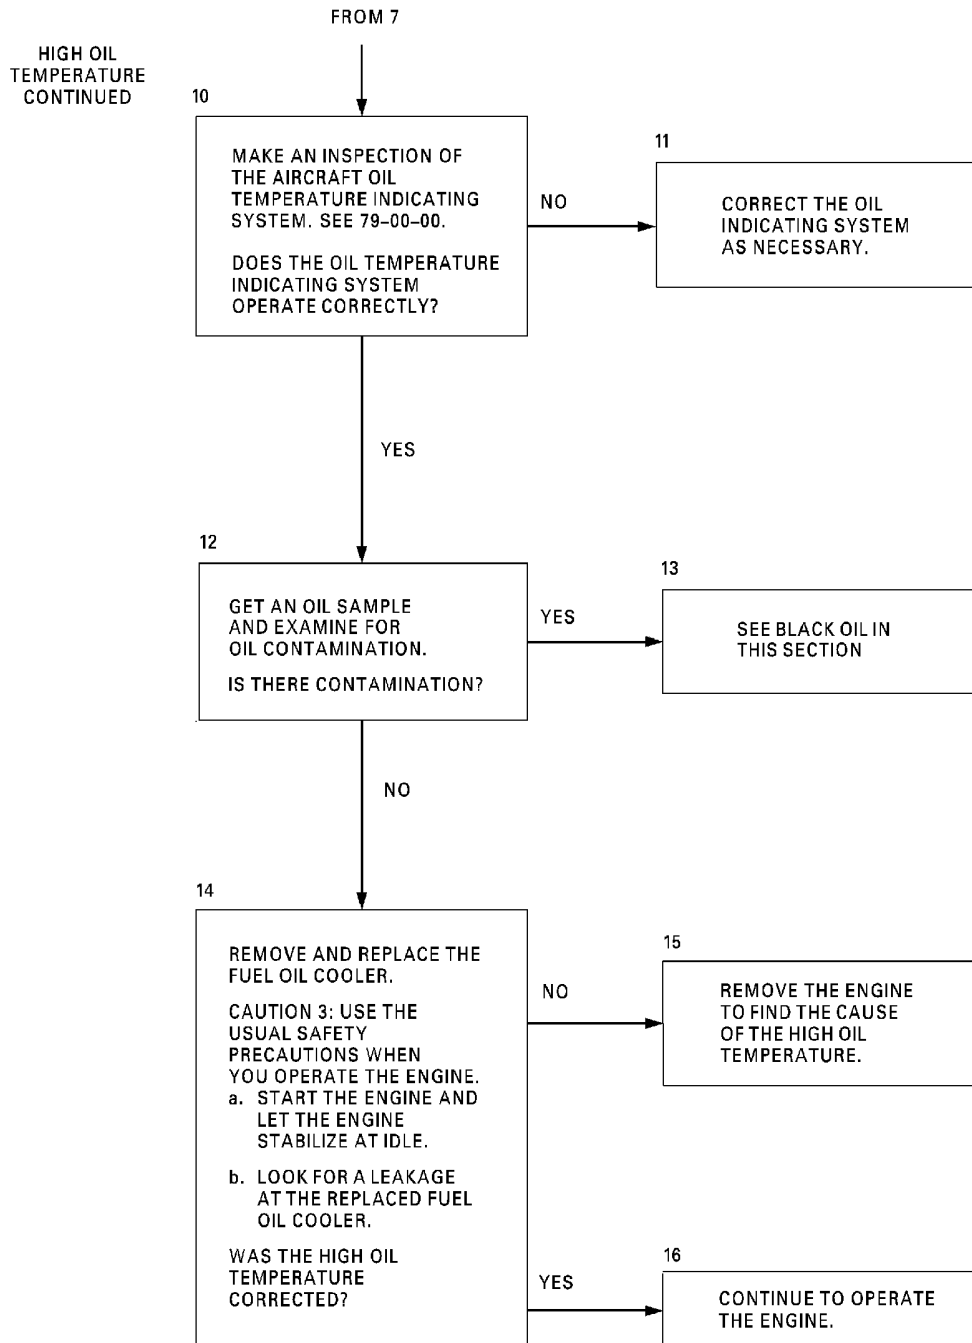 FROM 7
HIGH OIL
TEMPERATURE
CONTINUED
10
MAKE AN INSPECTION OF
THE AIRCRAFT OIL
TEMPERATURE INDICATING
SYSTEM. SEE 79-00-00.
DOES THE OIL TEMPERATURE
INDICATING SYSTEM
OPERATE CORRECTLY?
NO
11
CORRECT THE OIL
INDICATING SYSTEM
AS NECESSARY.
YES
12
GET AN OIL SAMPLE
AND EXAMINE FOR
OIL CONTAMINATION.
IS THERE CONTAMINATION?
YES
13
SEE BLACK OIL IN
THIS SECTION
NO
14
REMOVE AND REPLACE THE
FUEL OIL COOLER.
CAUTION 3: USE THE
USUAL SAFETY
PRECAUTIONS WHEN
YOU OPERATE THE ENGINE.
a. START THE ENGINE AND
LET THE ENGINE
STABILIZE AT IDLE.
b. LOOK FOR A LEAKAGE
AT THE REPLACED FUEL
OIL COOLER.
WAS THE HIGH OIL
TEMPERATURE
CORRECTED?
NO
15
REMOVE THE ENGINE
TO FIND THE CAUSE
OF THE HIGH OIL
TEMPERATURE.
YES
16
CONTINUE TO OPERATE
THE ENGINE.